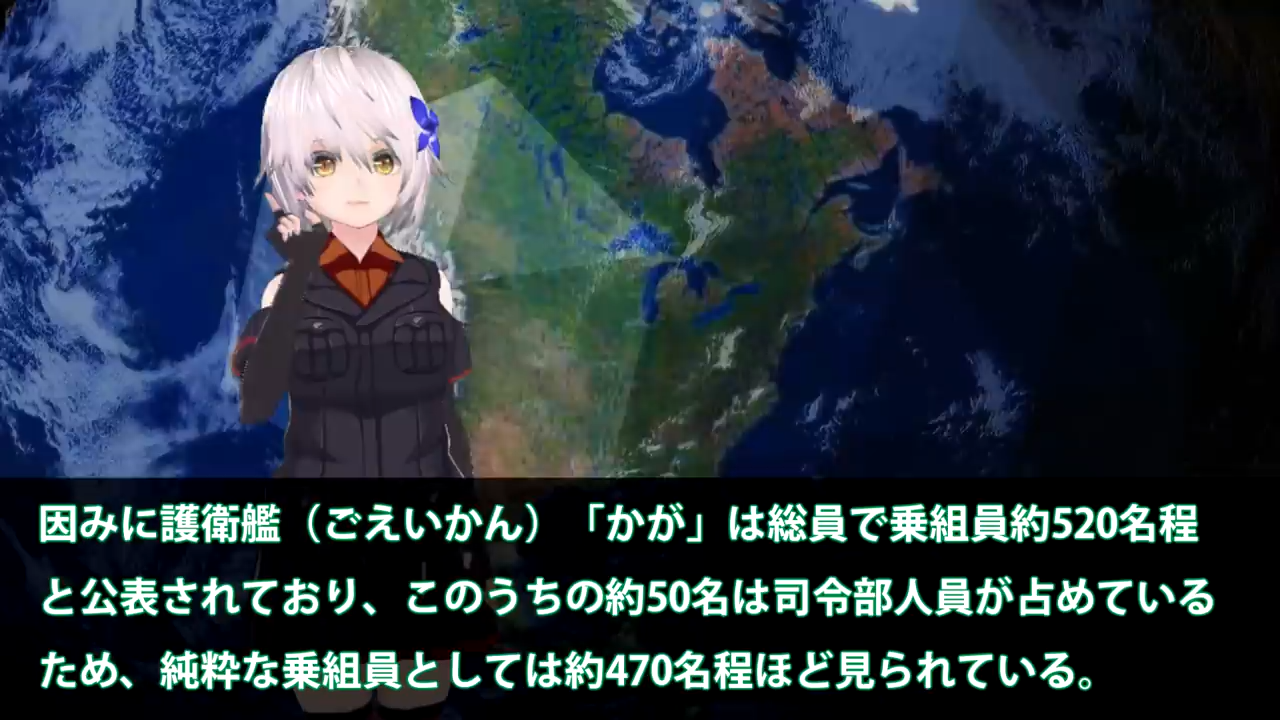 因みに護衛艦（ごえいかん）「かが」は総員で乗組員約520名程
と公表されており、このうちの約50名は司令部人員が占めている
ため、純粋な乗組員としては約470名程ほど見られている。